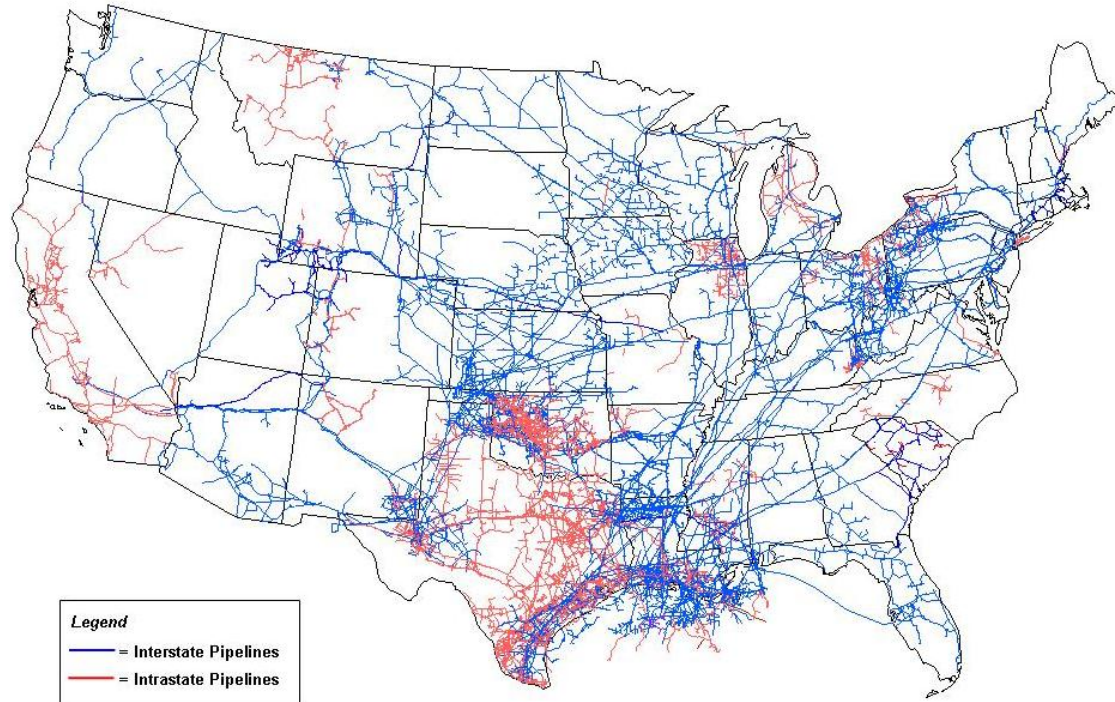 Legend
= Interstate Pipelines
= Intrastate Pipelines